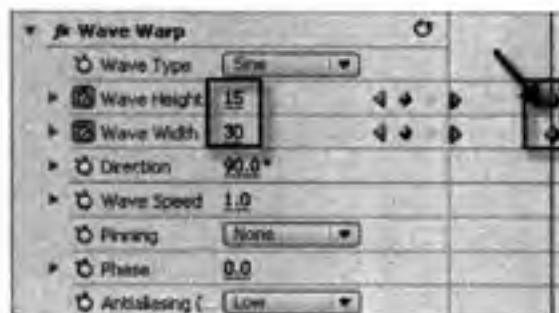 fx Wave Warp
Wave Type Sine
Wave Height 15
Wave Width 30
Direction 90.0°
Wave Speed 1.0
Pinning None
Phase 0.0
Antialiasing ( Low